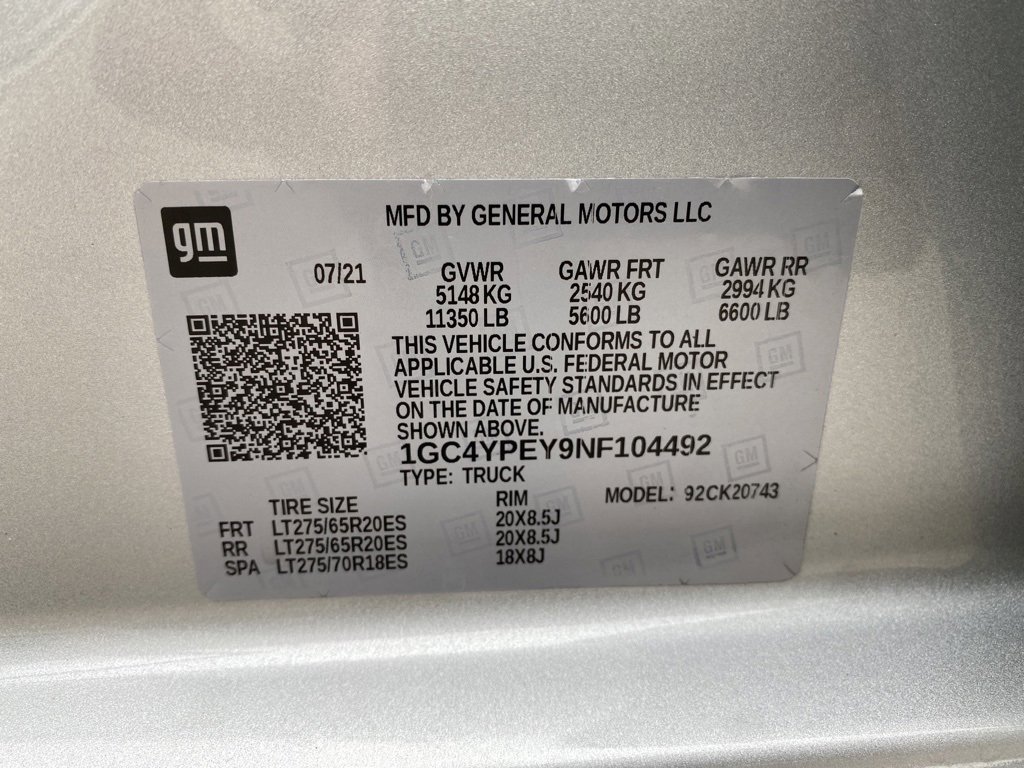 gm
MFD BY GENERAL MOTORS LLC
07/21 GVWR GAWR FRT GAWR RR
5148 KG 2540 KG 2994 KG
11350 LB 5600 LB 6600 LB
THIS VEHICLE CONFORMS TO ALL
APPLICABLE U.S. FEDERAL MOTOR
VEHICLE SAFETY STANDARDS IN EFFECT
ON THE DATE OF MANUFACTURE
SHOWN ABOVE.
1GC4YPEY9NF104492
TYPE: TRUCK
MODEL: 92CK20743
TIRE SIZE RIM
FRT LT275/65R20ES 20X8.5J
RR LT275/65R20ES 20X8.5J
SPA LT275/70R18ES 18X8J